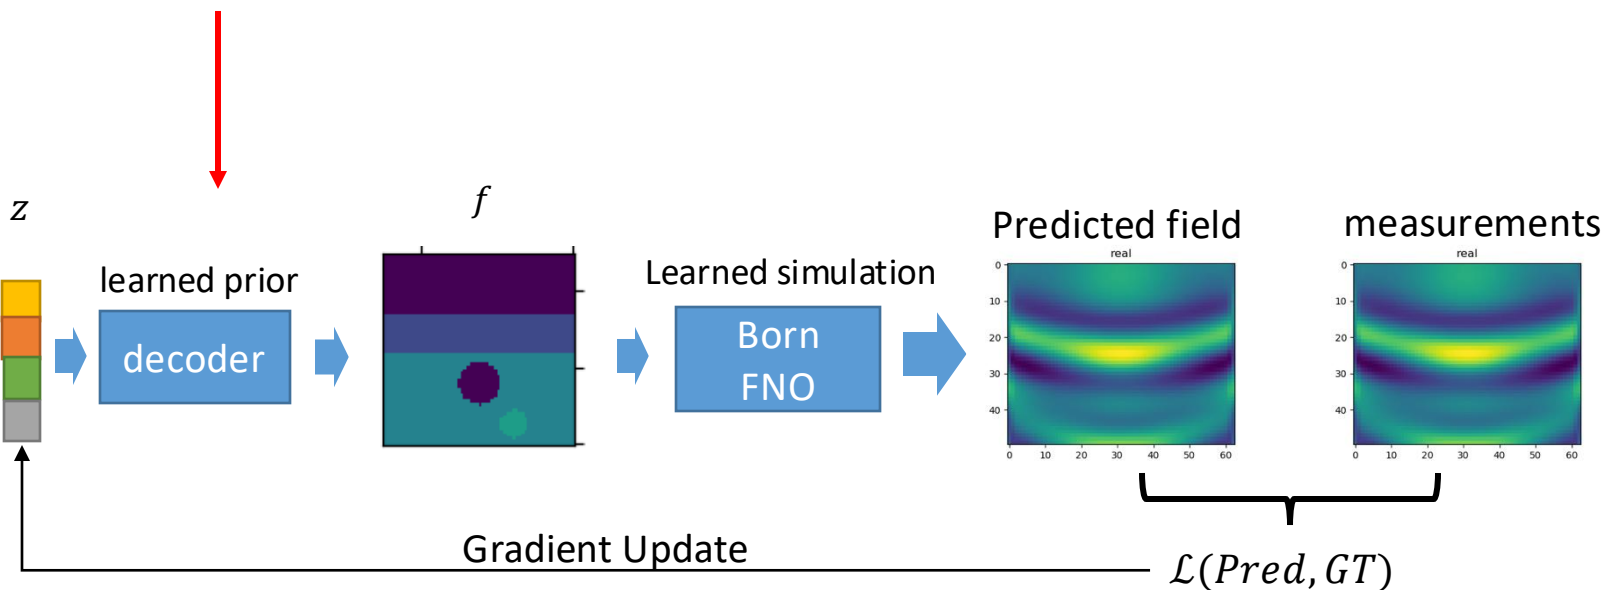 z
learned prior
decoder
f
Learned simulation
Born
FNO
Predicted field
real
0
10
20
30
40
0 10 20 30 40 50 60
measurements
real
0
10
20
30
40
0 10 20 30 40 50 60
Gradient Update
ℒ(Pred, GT)